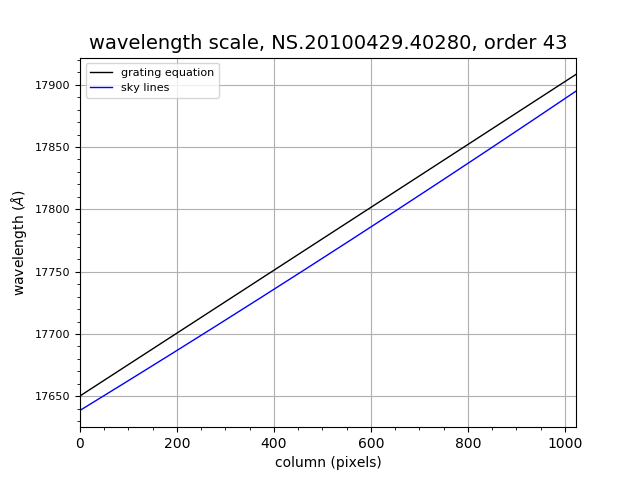 wavelength scale, NS.20100429.40280, order 43
grating equation
sky lines
17900
17850
17800
17750
17700
17650
wavelength (Å)
0 200 400 600 800 1000
column (pixels)